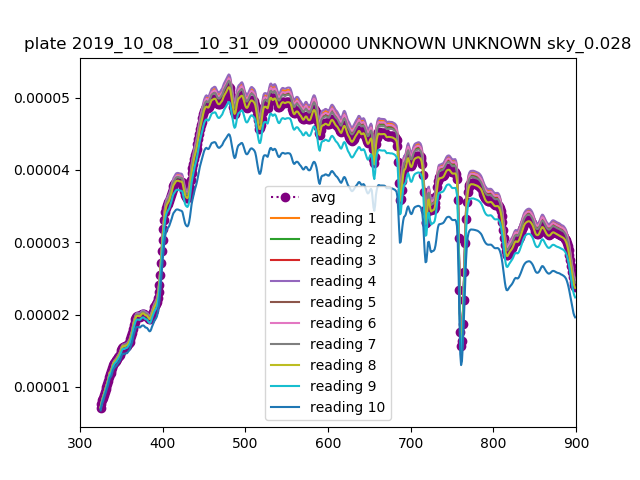 plate 2019_10_08___10_31_09_000000 UNKNOWN UNKNOWN sky_0.028
0.00005
0.00004
0.00003
0.00002
0.00001
avg
reading 1
reading 2
reading 3
reading 4
reading 5
reading 6
reading 7
reading 8
reading 9
reading 10
300 400 500 600 700 800 900